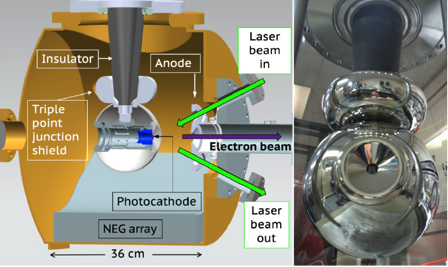 Insulator
Anode
Laser
beam
in
Triple
point
junction
shield
Electron beam
Photocathode
Laser
beam
out
NEG array
36 cm